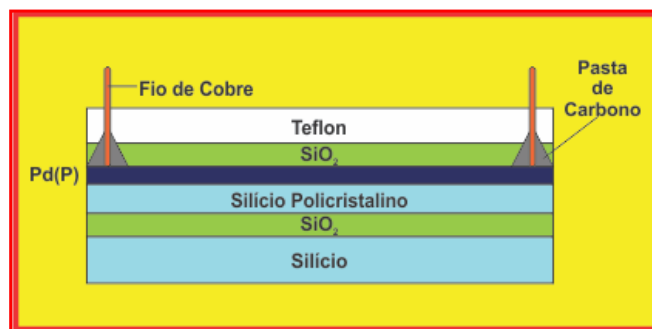 Fio de Cobre
Pasta
de
Carbono
Teflon
SiO₂
Pd(P)
Silício Policristalino
SiO₂
Silício